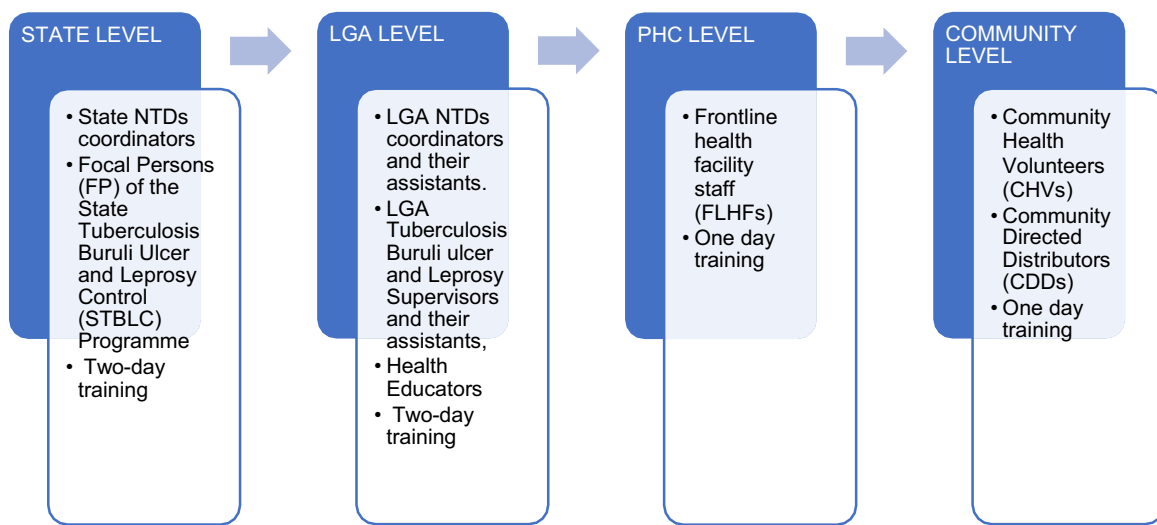 STATE LEVEL
• State NTDs
coordinators
• Focal Persons
(FP) of the
State
Tuberculosis
Buruli Ulcer
and Leprosy
Control
(STBLC)
Programme
• Two-day
training
LGA LEVEL
• LGA NTDs
coordinators
and their
assistants.
• LGA
Tuberculosis
Buruli ulcer
and Leprosy
Supervisors
and their
assistants,
• Health
Educators
• Two-day
training
PHC LEVEL
• Frontline
health
facility
staff
(FLHFs)
• One day
training
COMMUNITY
LEVEL
• Community
Health
Volunteers
(CHVs)
• Community
Directed
Distributors
(CDDs)
• One day
training